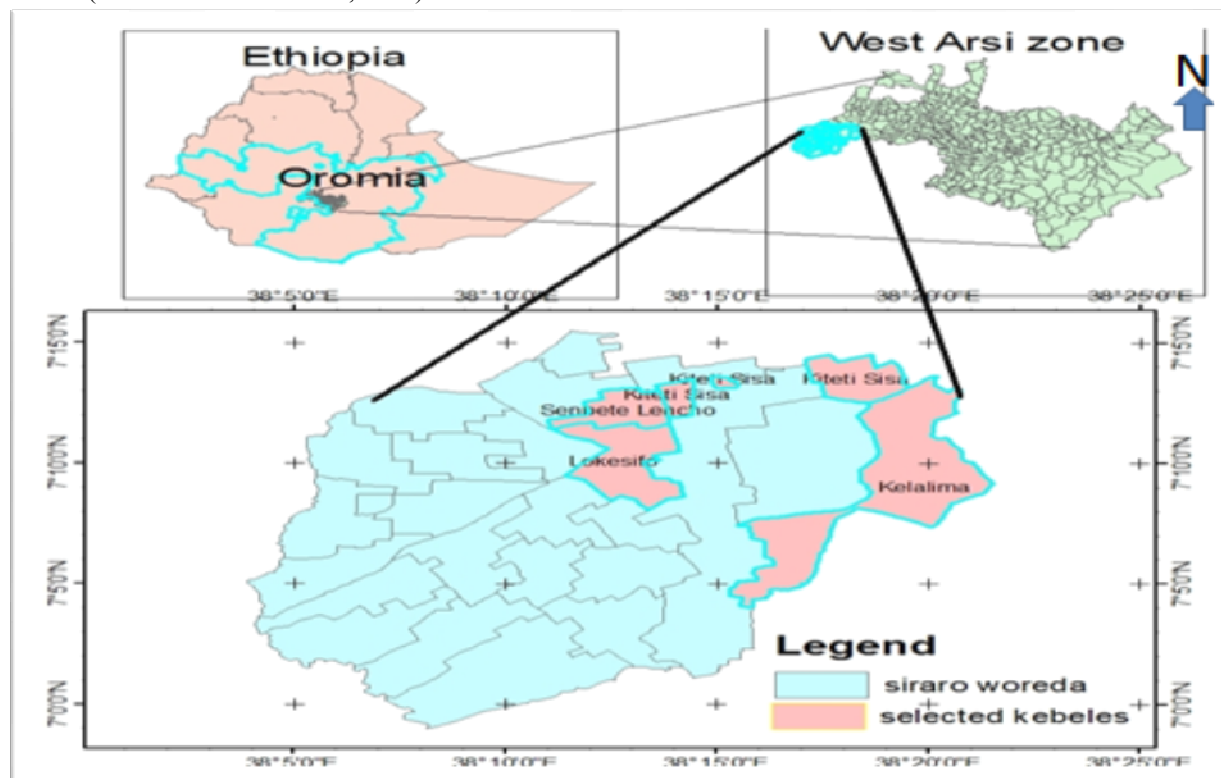 Ethiopia
West Arsi zone
N
Oromia
38°5'0"E 38°10'0"E 38°15'0"E 38°20'0"E 38°25'0"E
7°15'0"N
7°15'0"N
Kiteti Sisa
Kiteti Sisa
Kiteti Sisa
Senbete Lencho
Lokesifo
7°10'0"N
7°10'0"N
Kelalima
7°5'0"N
7°5'0"N
Legend
siraro woreda
selected kebeles
7°0'0"N
7°0'0"N
38°5'0"E 38°10'0"E 38°15'0"E 38°20'0"E 38°25'0"E